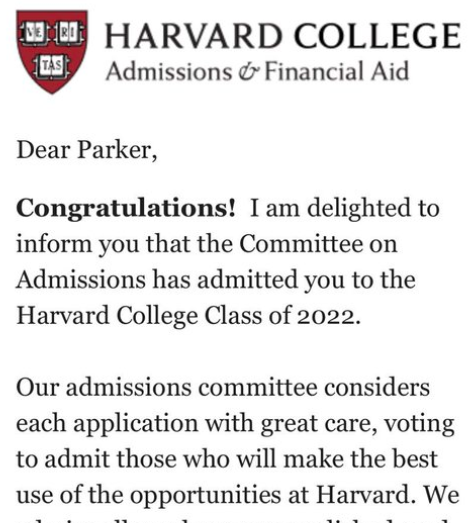 VE RI
TAS
HARVARD COLLEGE
Admissions & Financial Aid
Dear Parker,
Congratulations! I am delighted to
inform you that the Committee on
Admissions has admitted you to the
Harvard College Class of 2022.
Our admissions committee considers
each application with great care, voting
to admit those who will make the best
use of the opportunities at Harvard. We